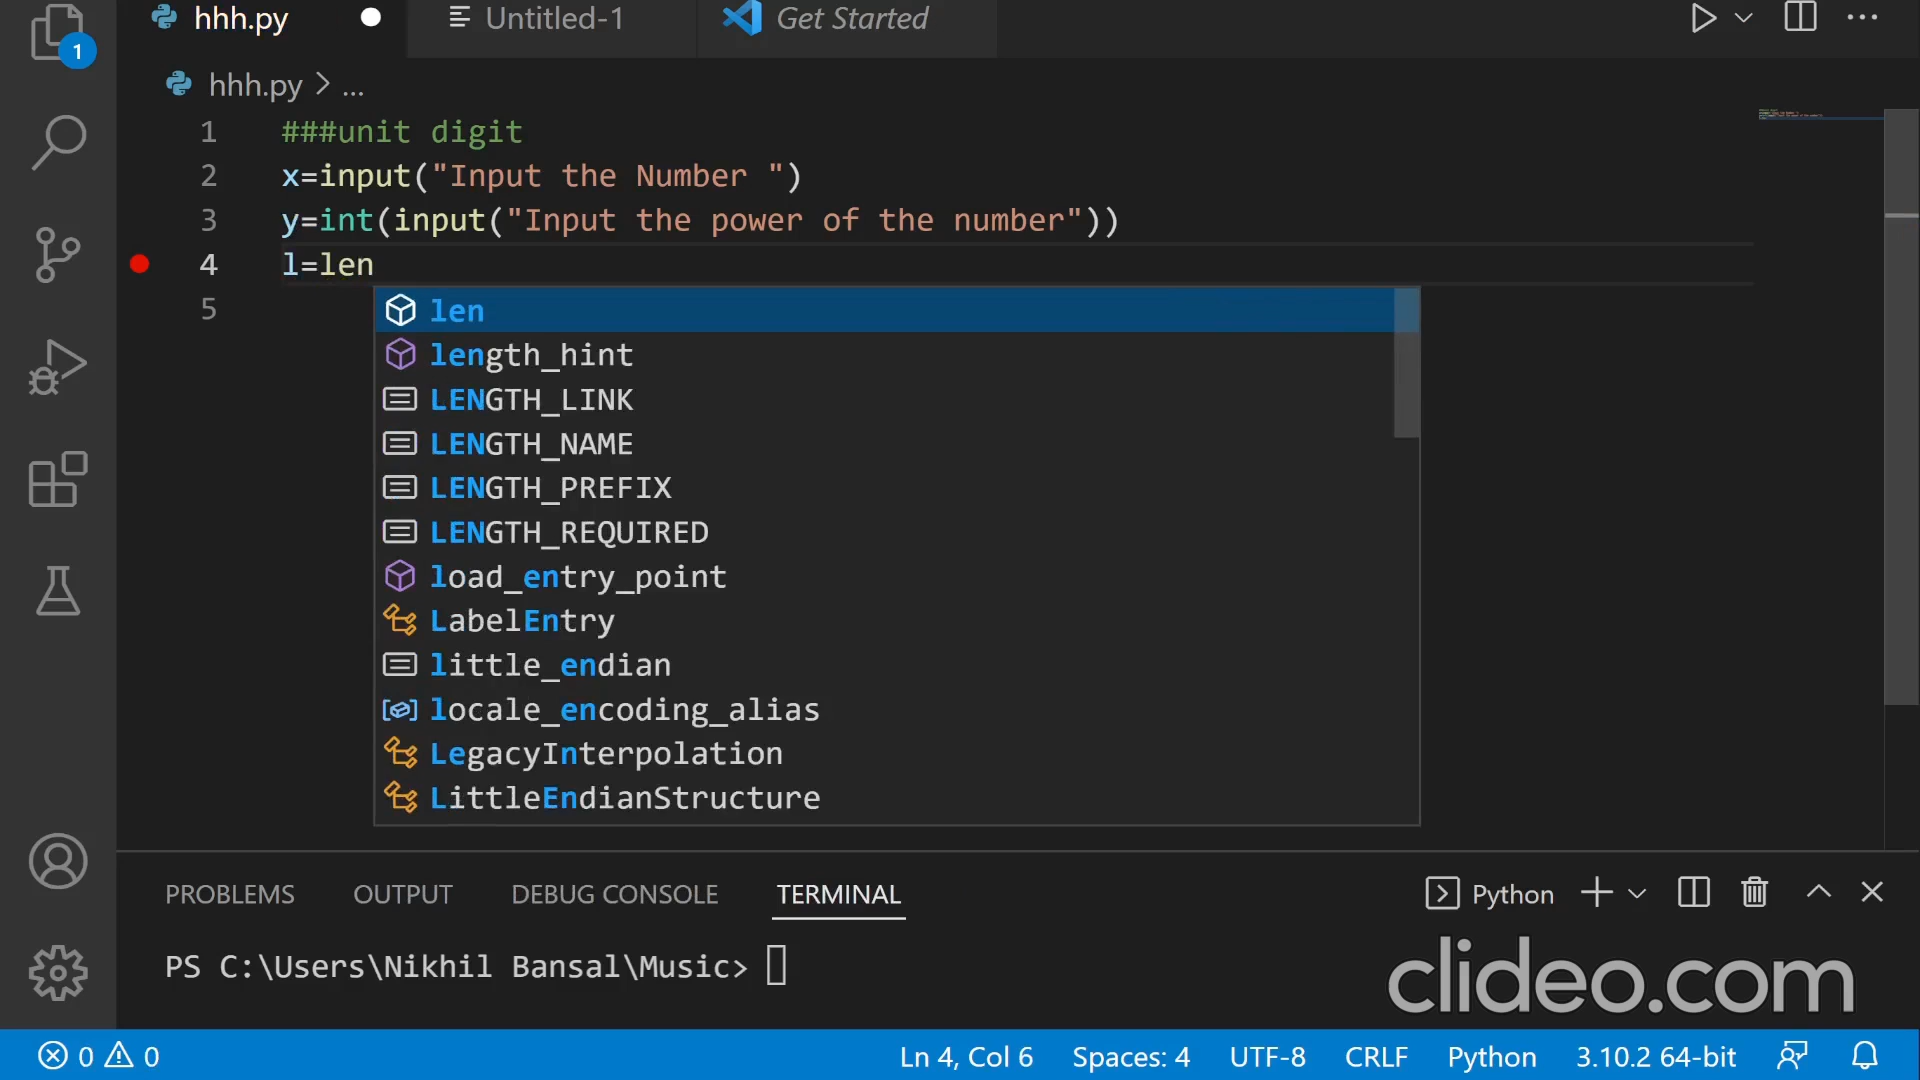 hhh.py
Untitled-1
Get Started
1
hhh.py > ...
1 ###unit digit
2 x=input("Input the Number ")
3 y=int(input("Input the power of the number"))
4 l=len
5
len
length_hint
LENGTH_LINK
LENGTH_NAME
LENGTH_PREFIX
LENGTH_REQUIRED
load_entry_point
LabelEntry
little_endian
locale_encoding_alias
LegacyInterpolation
LittleEndianStructure
PROBLEMS OUTPUT DEBUG CONSOLE TERMINAL Python
PS C:\Users\Nikhil Bansal\Music>
clideo.com
0 0 Ln 4, Col 6 Spaces: 4 UTF-8 CRLF Python 3.10.2 64-bit